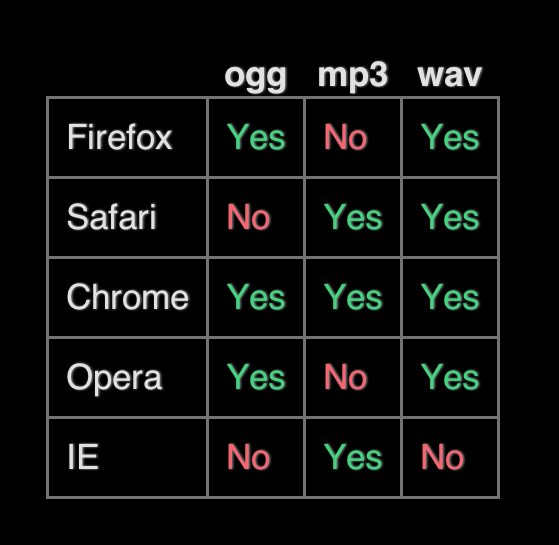 ogg mp3 wav
Firefox Yes No Yes
Safari No Yes Yes
Chrome Yes Yes Yes
Opera Yes No Yes
IE No Yes No